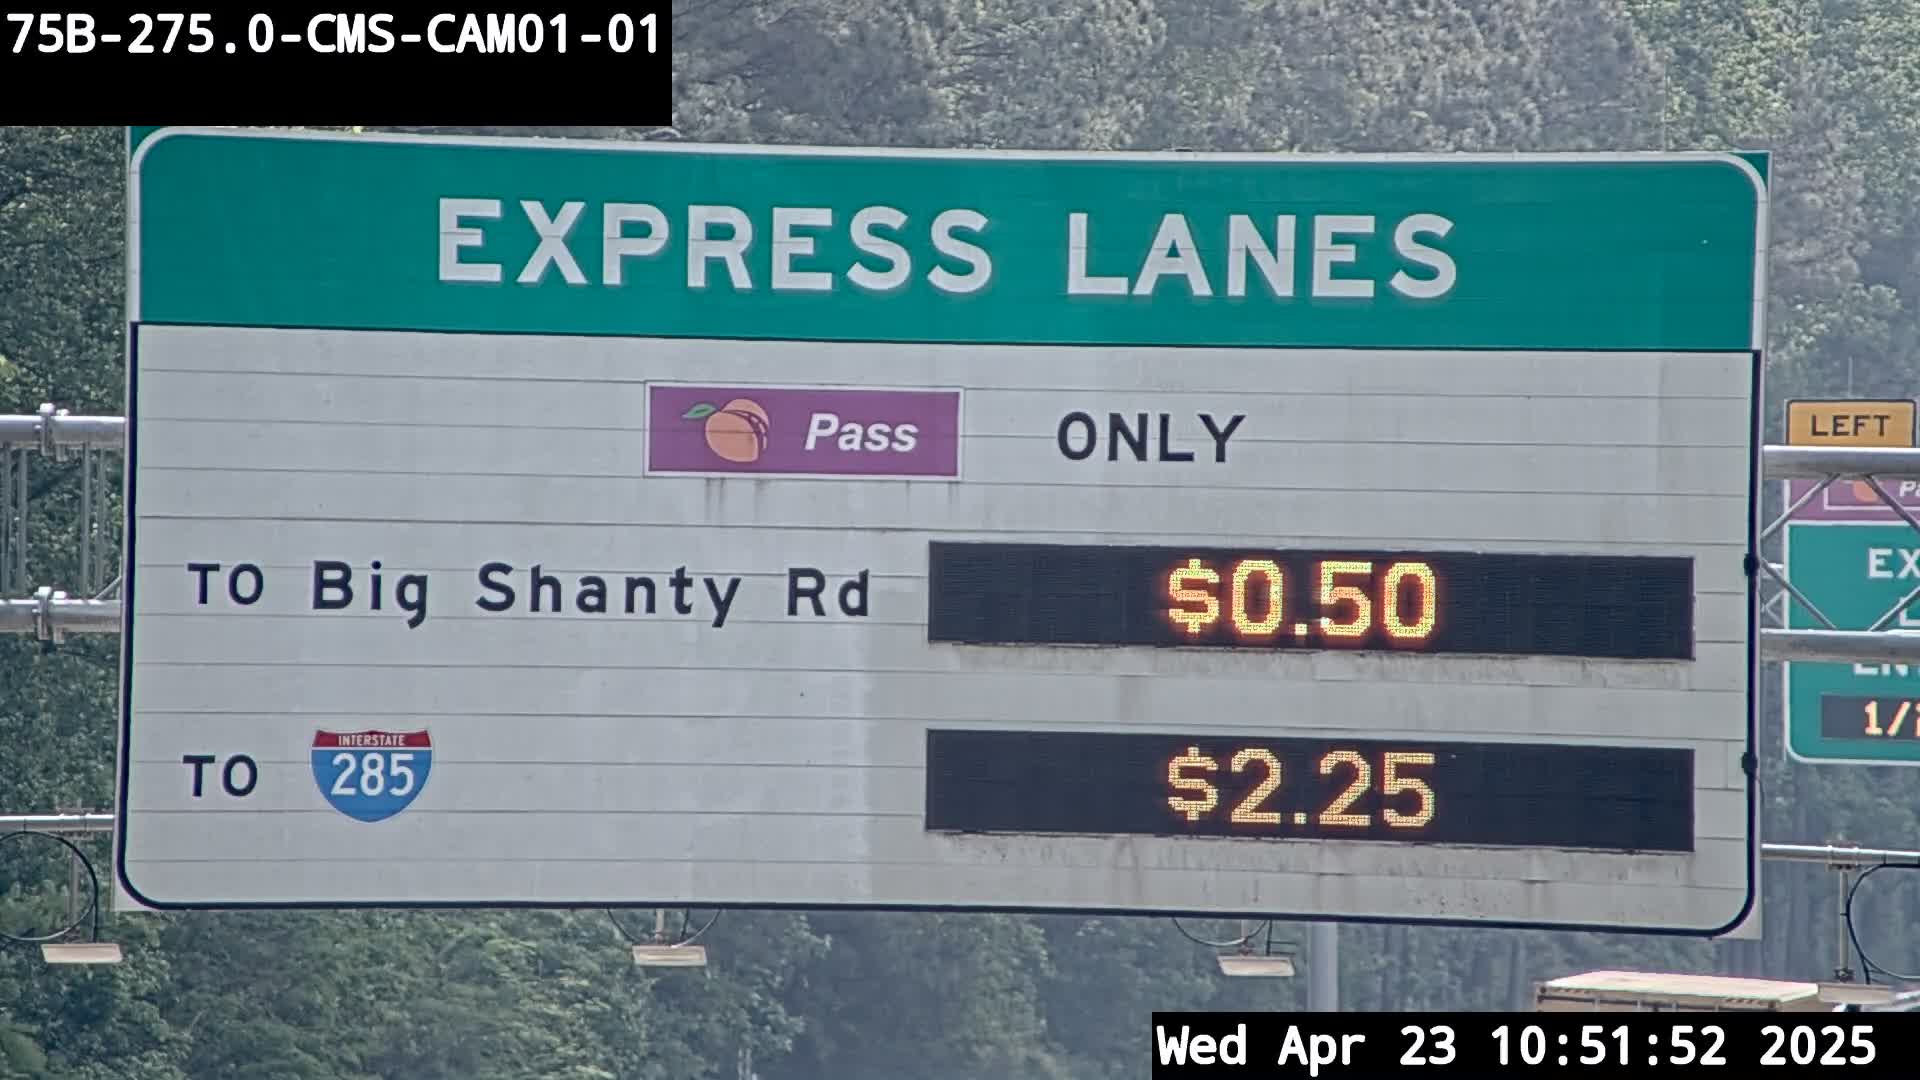 75B-275.0-CMS-CAM01-01
EXPRESS LANES
Pass ONLY
TO Big Shanty Rd $0.50
TO INTERSTATE 285 $2.25
LEFT
Wed Apr 23 10:51:52 2025